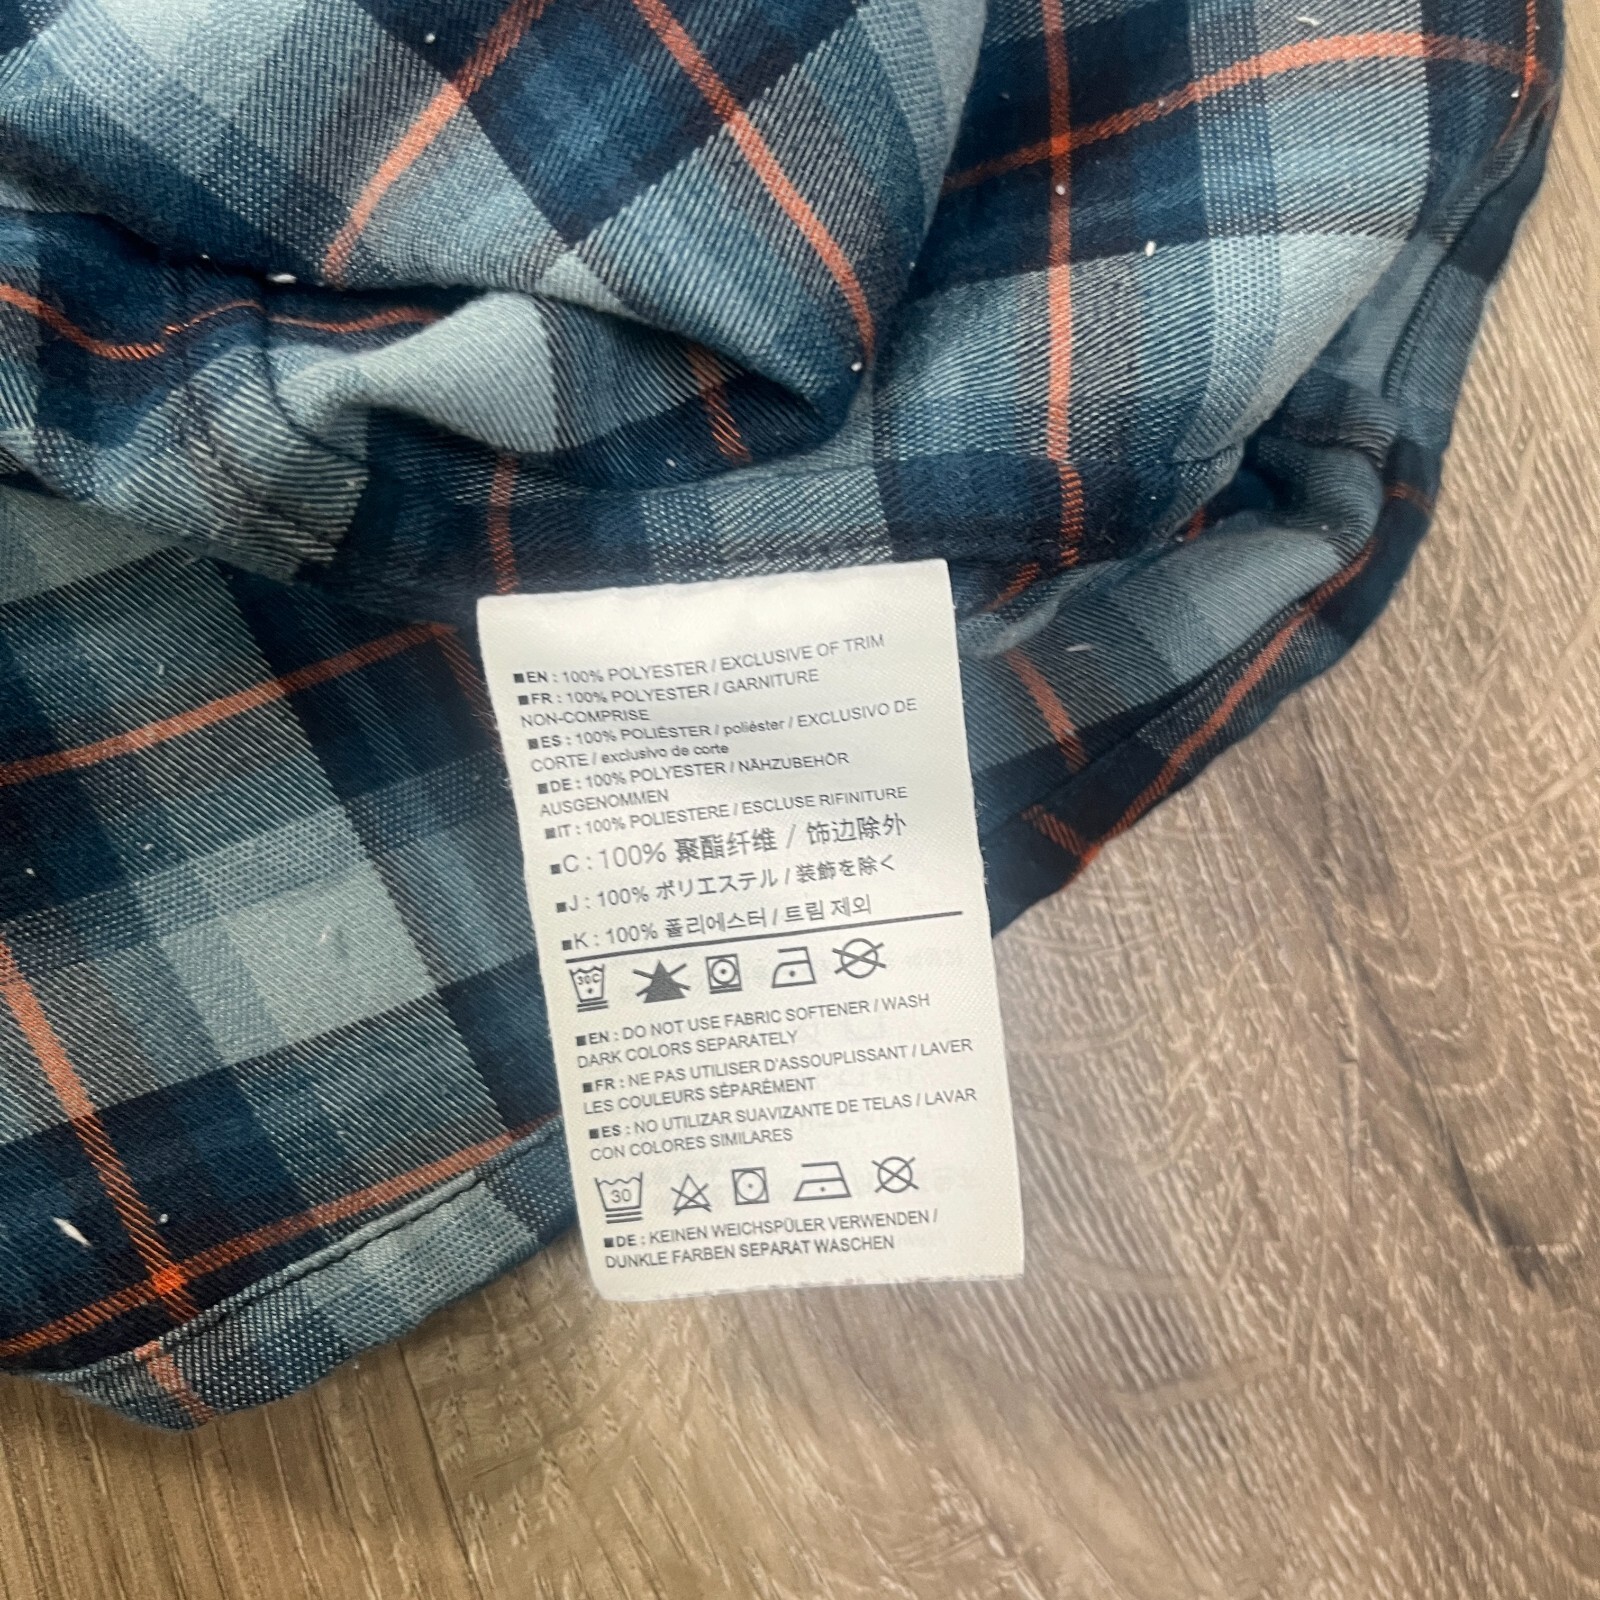 ■EN : 100% POLYESTER / EXCLUSIVE OF TRIM
■FR : 100% POLYESTER / GARNITURE
NON-COMPRISE
■ES : 100% POLIÉSTER / poliéster / EXCLUSIVO DE
CORTE / exclusivo de corte
■DE : 100% POLYESTER / NÄHZUBEHÖR
AUSGENOMMEN
■IT : 100% POLIESTERE / ESCLUSE RIFINITURE
■C : 100% 聚酯纤维 / 饰边除外
■J : 100% ポリエステル / 装飾を除く
■K : 100% 폴리에스터 / 트림 제외
30C
■EN : DO NOT USE FABRIC SOFTENER / WASH
DARK COLORS SEPARATELY
■FR : NE PAS UTILISER D'ASSOUPLISSANT / LAVER
LES COULEURS SÉPARÉMENT
■ES : NO UTILIZAR SUAVIZANTE DE TELAS / LAVAR
CON COLORES SIMILARES
30
■DE : KEINEN WEICHSPÜLER VERWENDEN /
DUNKLE FARBEN SEPARAT WASCHEN